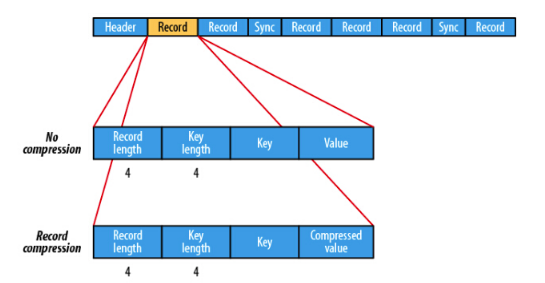 Header Record Record Sync Record Record Record Sync Record
No
compression
Record
length
Key
length
Key
Value
4 4
Record
compression
Record
length
Key
length
Key
Compressed
value
4 4